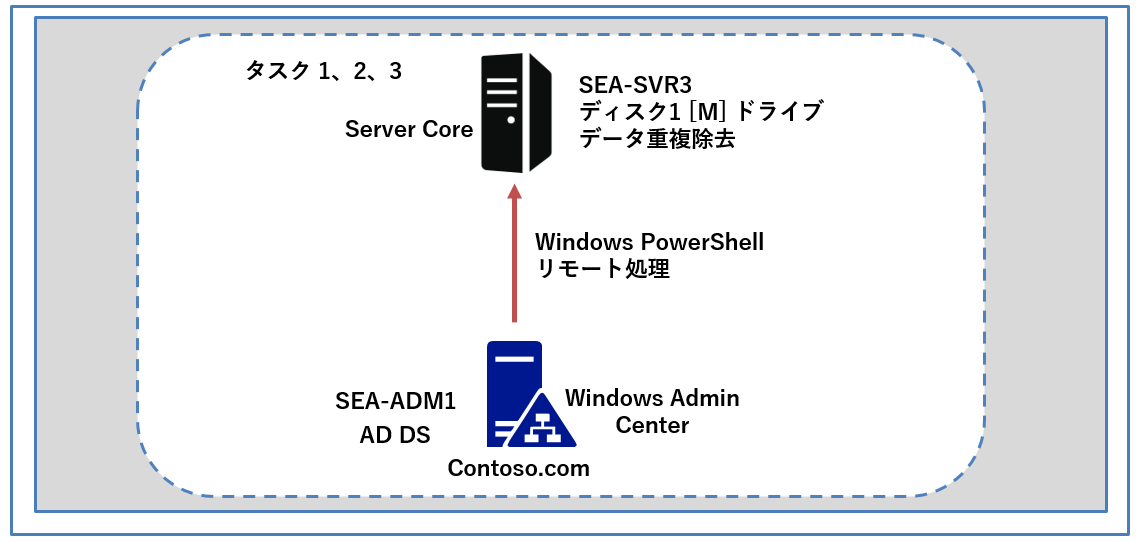 タスク 1、2、3
Server Core
SEA-SVR3
ディスク1 [M] ドライブ
データ重複除去
Windows PowerShell
リモート処理
SEA-ADM1
AD DS
Windows Admin
Center
Contoso.com